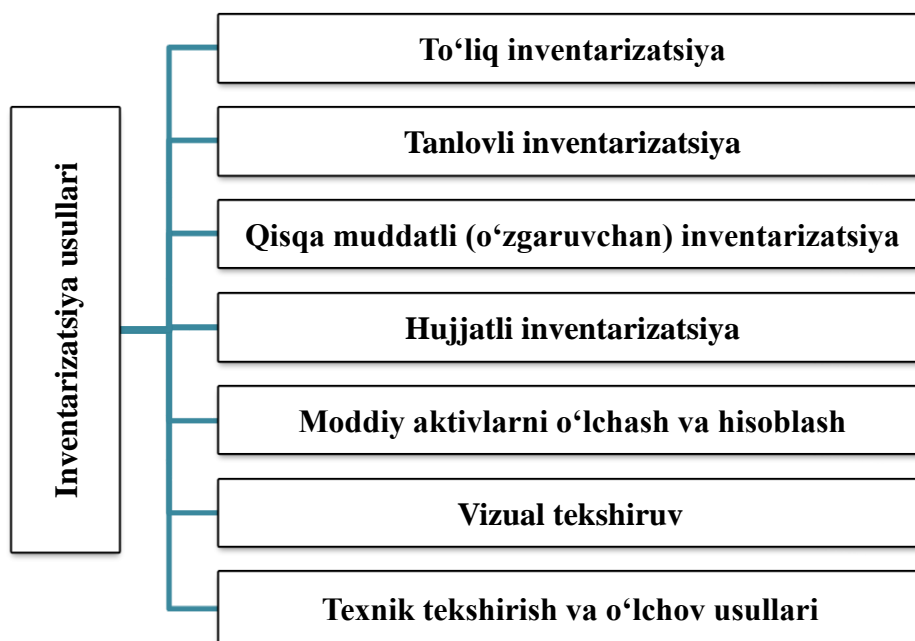 Inventarizatsiya usullari
To‘liq inventarizatsiya
Tanlovli inventarizatsiya
Qisqa muddatli (o‘zgaruvchan) inventarizatsiya
Hujjatli inventarizatsiya
Moddiy aktivlarni o‘lchash va hisoblash
Vizual tekshiruv
Texnik tekshirish va o‘lchov usullari